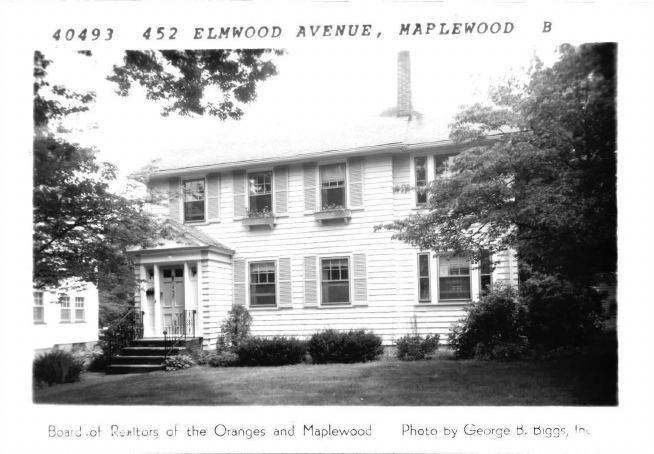 40493 452 ELMWOOD AVENUE, MAPLEWOOD B
Board of Realtors of the Oranges and Maplewood Photo by George B. Biggs, Inc